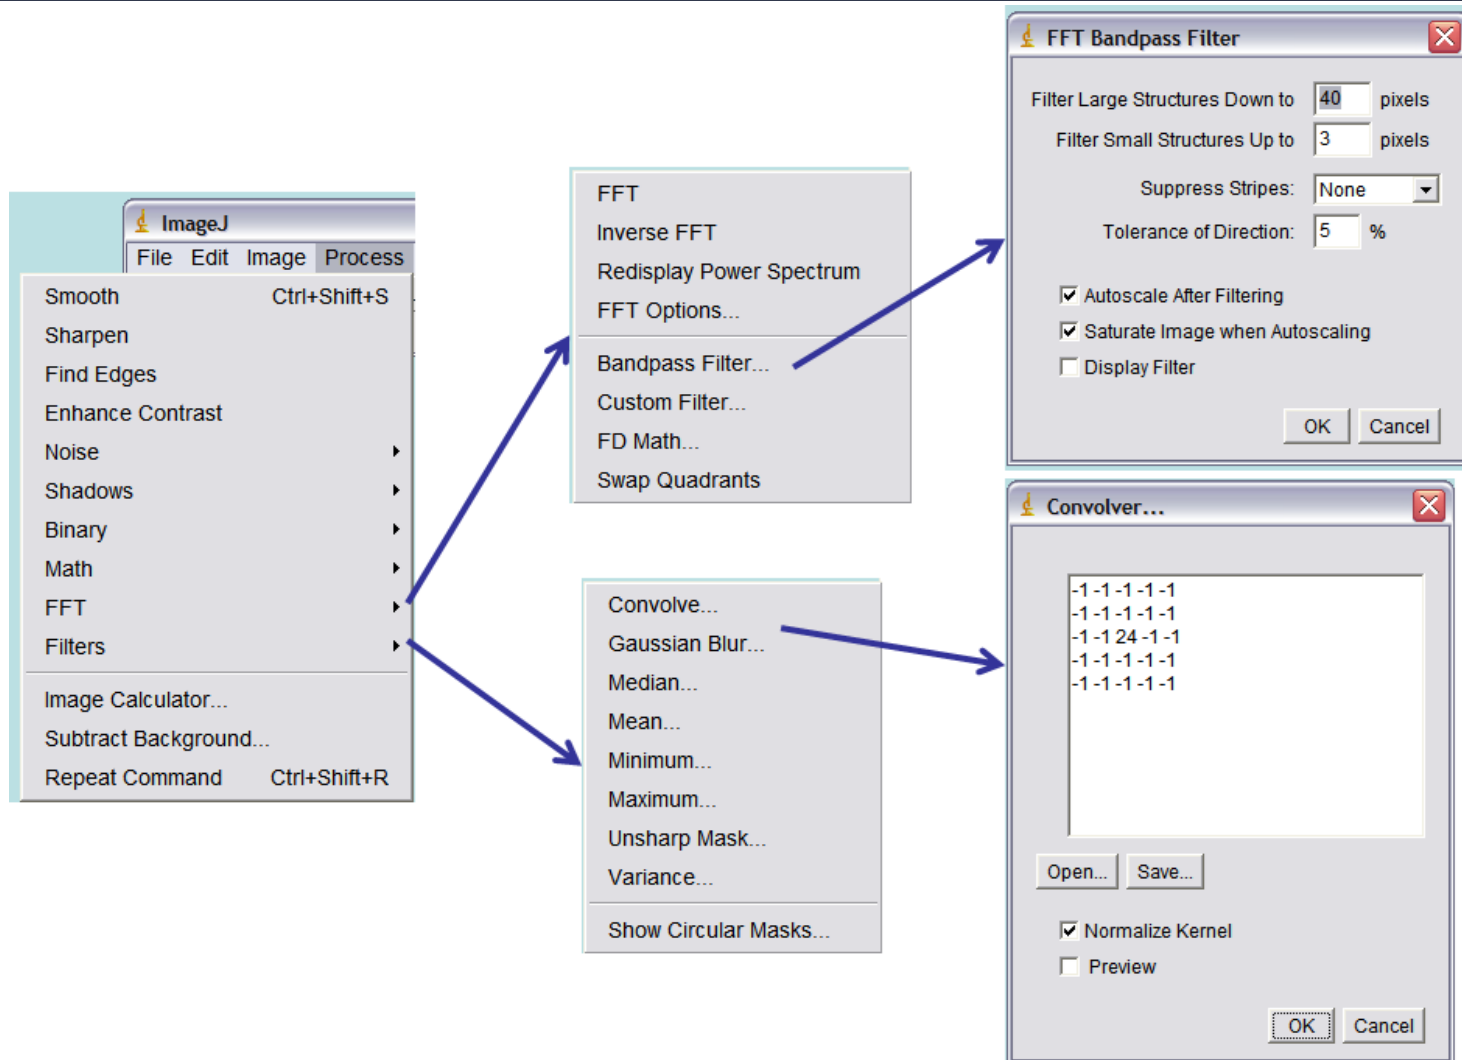 ImageJ
File Edit Image Process
Smooth Ctrl+Shift+S
Sharpen
Find Edges
Enhance Contrast
Noise
Shadows
Binary
Math
FFT
Filters
Image Calculator...
Subtract Background...
Repeat Command Ctrl+Shift+R
FFT
Inverse FFT
Redisplay Power Spectrum
FFT Options...
Bandpass Filter...
Custom Filter...
FD Math...
Swap Quadrants
Convolve...
Gaussian Blur...
Median...
Mean...
Minimum...
Maximum...
Unsharp Mask...
Variance...
Show Circular Masks...
FFT Bandpass Filter
Filter Large Structures Down to 40 pixels
Filter Small Structures Up to 3 pixels
Suppress Stripes: None
Tolerance of Direction: 5 %
Autoscale After Filtering
Saturate Image when Autoscaling
Display Filter
OK Cancel
Convolver...
-1 -1 -1 -1 -1
-1 -1 -1 -1 -1
-1 -1 24 -1 -1
-1 -1 -1 -1 -1
-1 -1 -1 -1 -1
Open... Save...
Normalize Kernel
Preview
OK Cancel